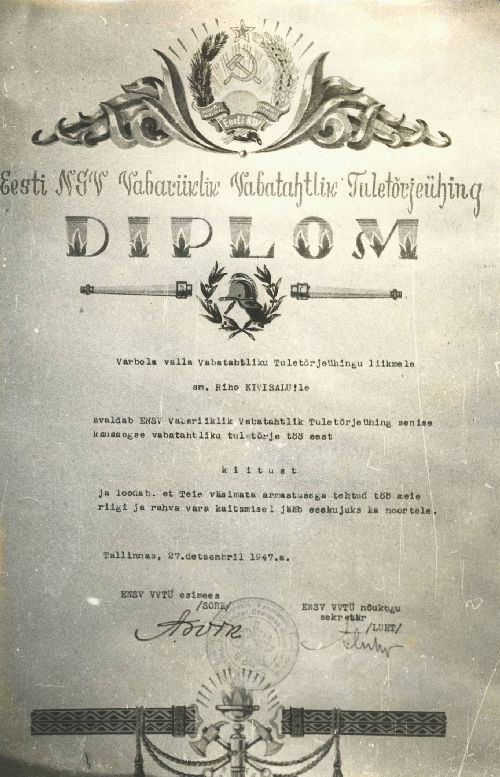 Eesti NSV
Eesti NSV Vabariiklik Vabatahtlik Tuletõrjeühing
DIPLOM
Varbola valla Vabatahtliku Tuletõrjeühingu liikmele
sm. Riho KIVISALU!le
avaldab ENSV Vabariiklik Vabatahtlik Tuletõrjeühing senise
kauaaegse vabatahtliku tuletõrje töö eest
kiitust
ja loodab, et Teie väsimata armastusega tehtud töö meie
riigi ja rahva vara kaitsmisel jääb eeskujuks ka noortele.
Tallinnas, 27.detsembril 1947.a.
ENSV VVTÜ esimees
/SORK/
ENSV VVTÜ nõukogu
sekretär
/LUHT/